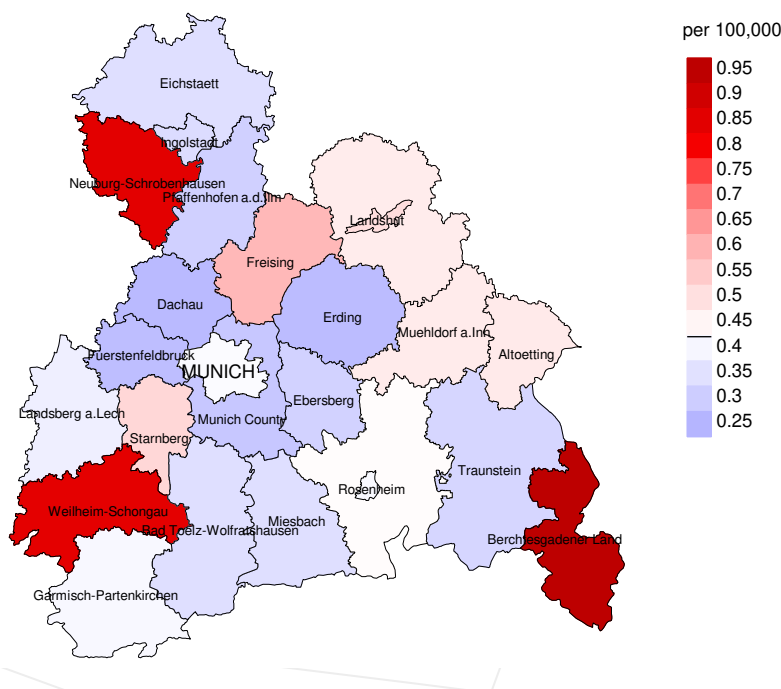 per 100,000
0.95
0.9
0.85
0.8
0.75
0.7
0.65
0.6
0.55
0.5
0.45
0.4
0.35
0.3
0.25
Eichstaett
Ingolstadt
Neuburg-Schrobenhausen
Pfaffenhofen a.d.Ilm
Landshut
Freising
Dachau
Erding
Muehldorf a.Inn
Altoetting
Fuerstenfeldbruck
MUNICH
Ebersberg
Landsberg a.Lech
Munich County
Starnberg
Traunstein
Rosenheim
Weilheim-Schongau
Miesbach
Bad Toelz-Wolfratshausen
Berchtesgadener Land
Garmisch-Partenkirchen